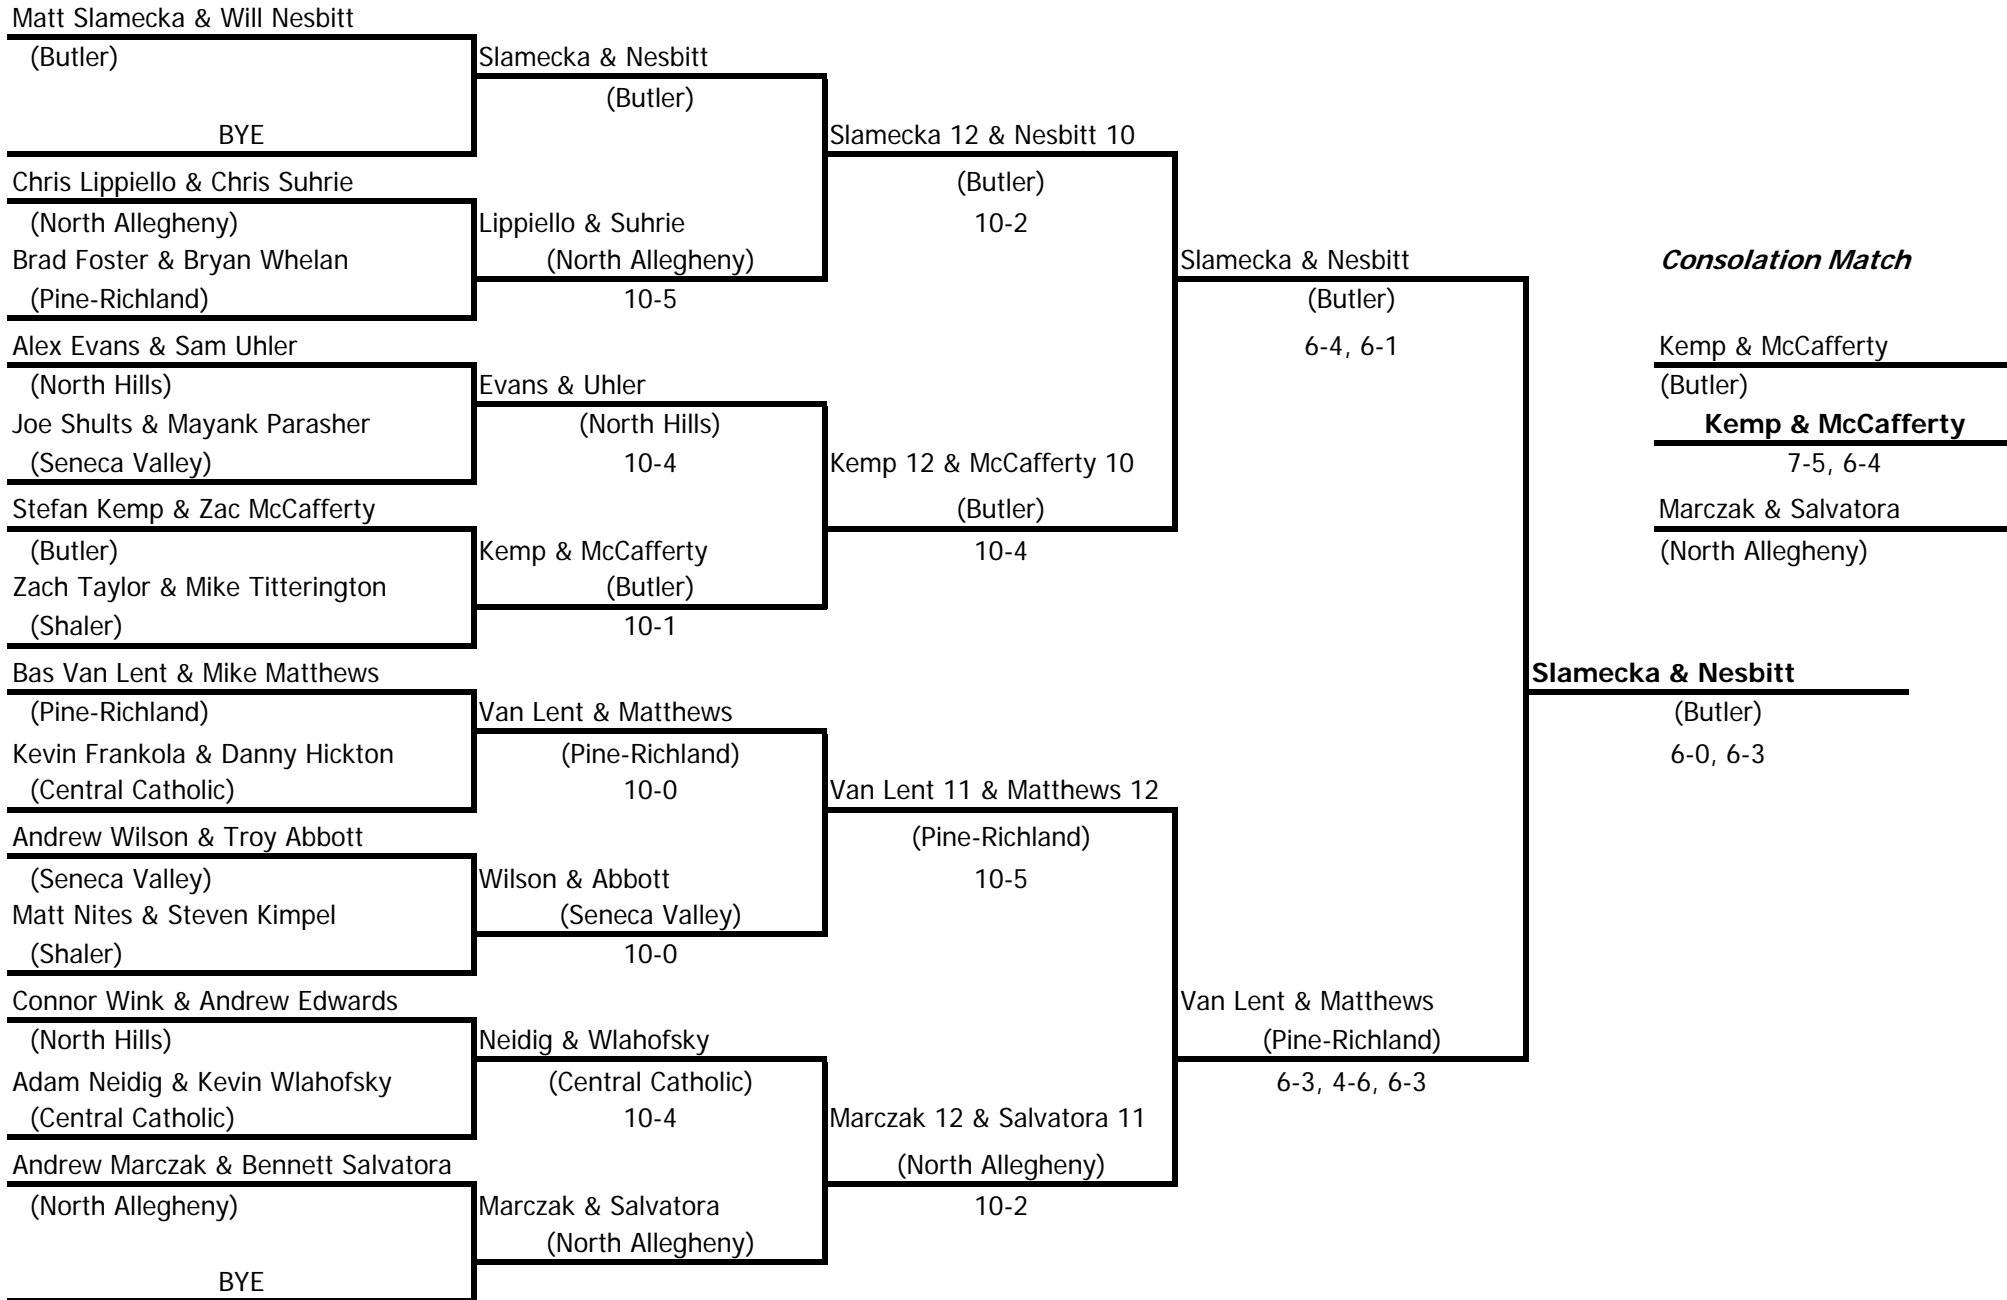 Matt Slamecka & Will Nesbitt
(Butler)
BYE
Chris Lippiello & Chris Suhrie
(North Allegheny)
Brad Foster & Bryan Whelan
(Pine-Richland)
Alex Evans & Sam Uhler
(North Hills)
Joe Shults & Mayank Parasher
(Seneca Valley)
Stefan Kemp & Zac McCafferty
(Butler)
Zach Taylor & Mike Titterington
(Shaler)
Bas Van Lent & Mike Matthews
(Pine-Richland)
Kevin Frankola & Danny Hickton
(Central Catholic)
Andrew Wilson & Troy Abbott
(Seneca Valley)
Matt Nites & Steven Kimpel
(Shaler)
Connor Wink & Andrew Edwards
(North Hills)
Adam Neidig & Kevin Wlahofsky
(Central Catholic)
Andrew Marczak & Bennett Salvatora
(North Allegheny)
BYE
Slamecka & Nesbitt
(Butler)
Lippiello & Suhrie
(North Allegheny)
10-5
Evans & Uhler
(North Hills)
10-4
Kemp & McCafferty
(Butler)
10-1
Van Lent & Matthews
(Pine-Richland)
10-0
Wilson & Abbott
(Seneca Valley)
10-0
Neidig & Wlahofsky
(Central Catholic)
10-4
Marczak & Salvatora
(North Allegheny)
Slamecka 12 & Nesbitt 10
(Butler)
10-2
Kemp 12 & McCafferty 10
(Butler)
10-4
Van Lent 11 & Matthews 12
(Pine-Richland)
10-5
Marczak 12 & Salvatora 11
(North Allegheny)
10-2
Slamecka & Nesbitt
(Butler)
6-4, 6-1
Van Lent & Matthews
(Pine-Richland)
6-3, 4-6, 6-3
Slamecka & Nesbitt
(Butler)
6-0, 6-3
Consolation Match
Kemp & McCafferty
(Butler)
Kemp & McCafferty
7-5, 6-4
Marczak & Salvatora
(North Allegheny)